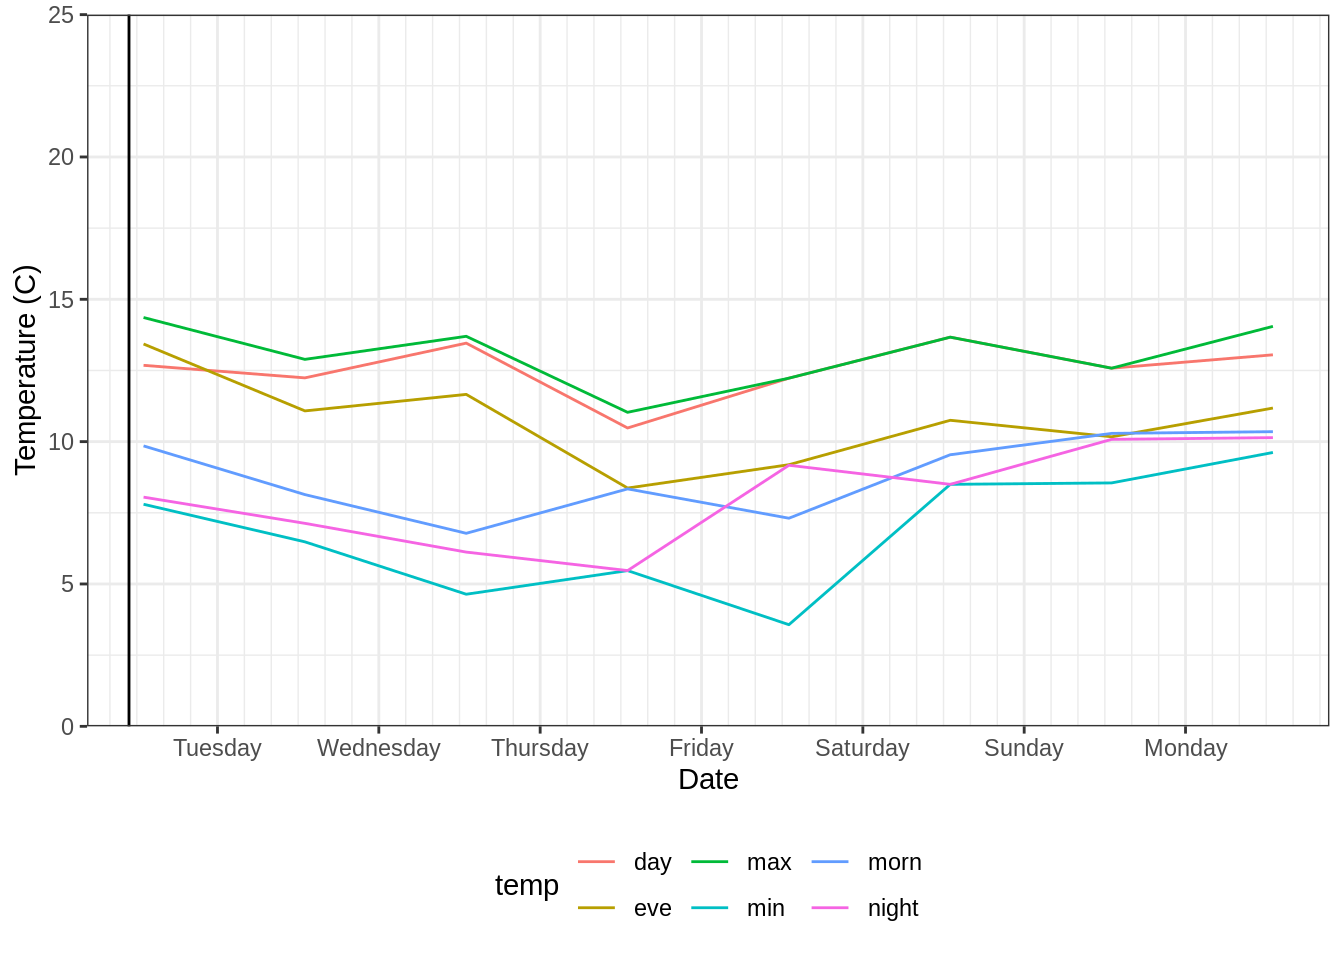 25
20
15
10
5
0
Temperature (C)
Tuesday Wednesday Thursday Friday Saturday Sunday Monday
Date
temp
day max morn
eve min night